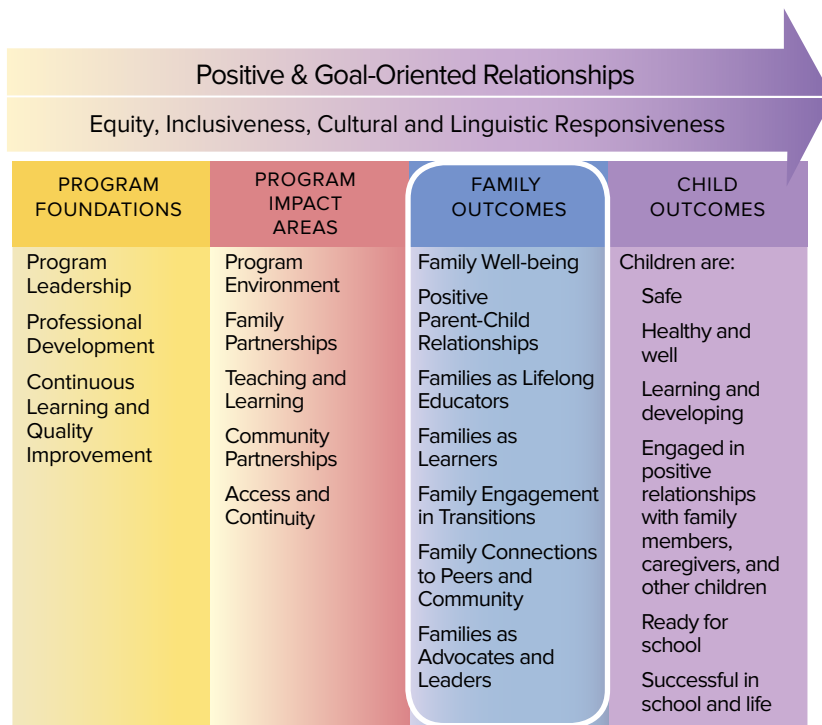 Positive & Goal-Oriented Relationships
Equity, Inclusiveness, Cultural and Linguistic Responsiveness
PROGRAM
FOUNDATIONS
Program
Leadership
Professional
Development
Continuous
Learning and
Quality
Improvement
PROGRAM
IMPACT
AREAS
Program
Environment
Family
Partnerships
Teaching and
Learning
Community
Partnerships
Access and
Continuity
FAMILY
OUTCOMES
Family Well-being
Positive
Parent-Child
Relationships
Families as Lifelong
Educators
Families as
Learners
Family Engagement
in Transitions
Family Connections
to Peers and
Community
Families as
Advocates and
Leaders
CHILD
OUTCOMES
Children are:
Safe
Healthy and
well
Learning and
developing
Engaged in
positive
relationships
with family
members,
caregivers, and
other children
Ready for
school
Successful in
school and life